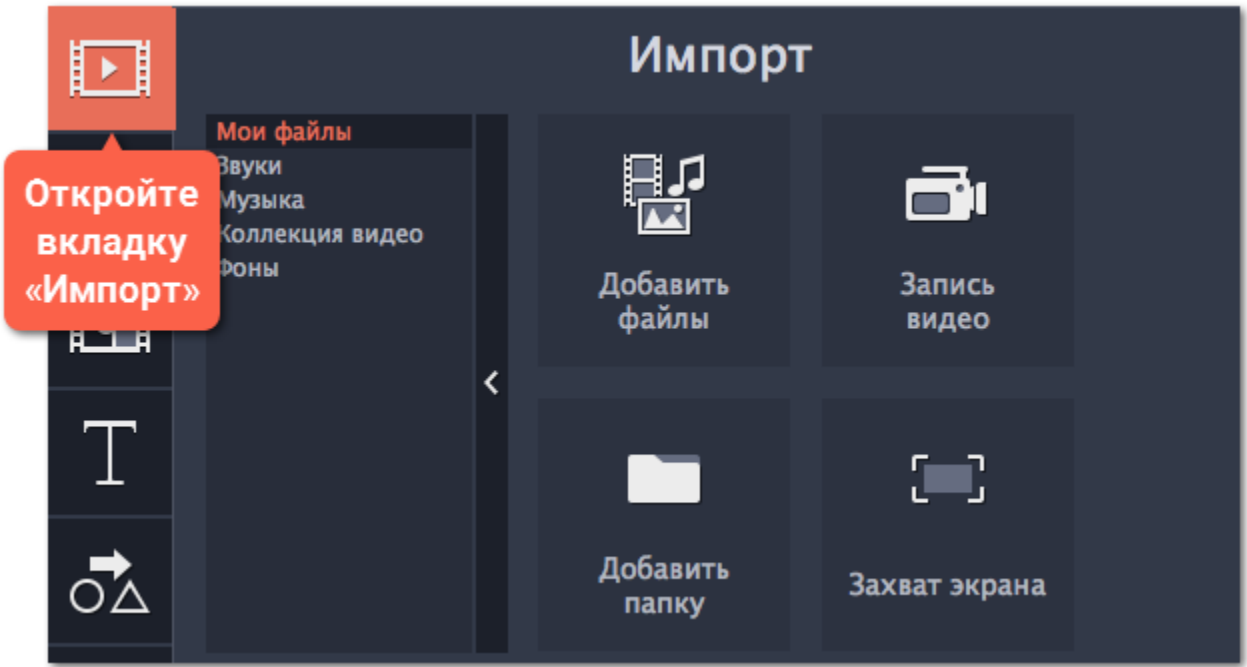 Импорт
Откройте
вкладку
«Импорт»
Мои файлы
Звуки
Музыка
Коллекция видео
Фоны
Добавить
файлы
Запись
видео
Добавить
папку
Захват экрана